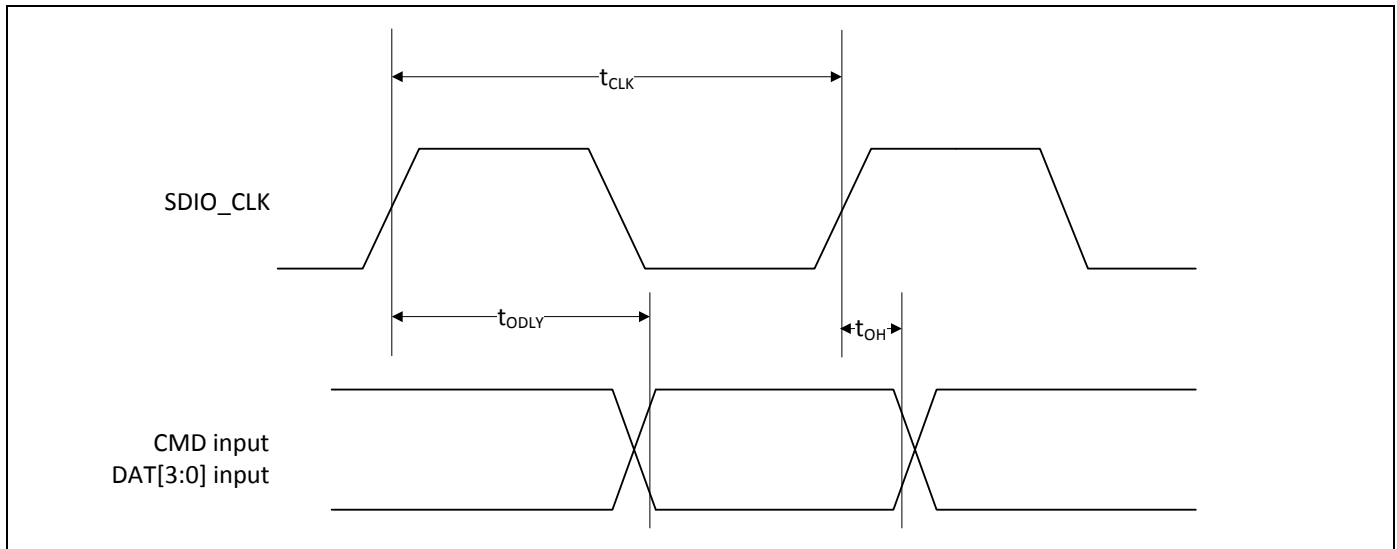 tCLK
SDIO_CLK
tODLY
tOH
CMD input
DAT[3:0] input